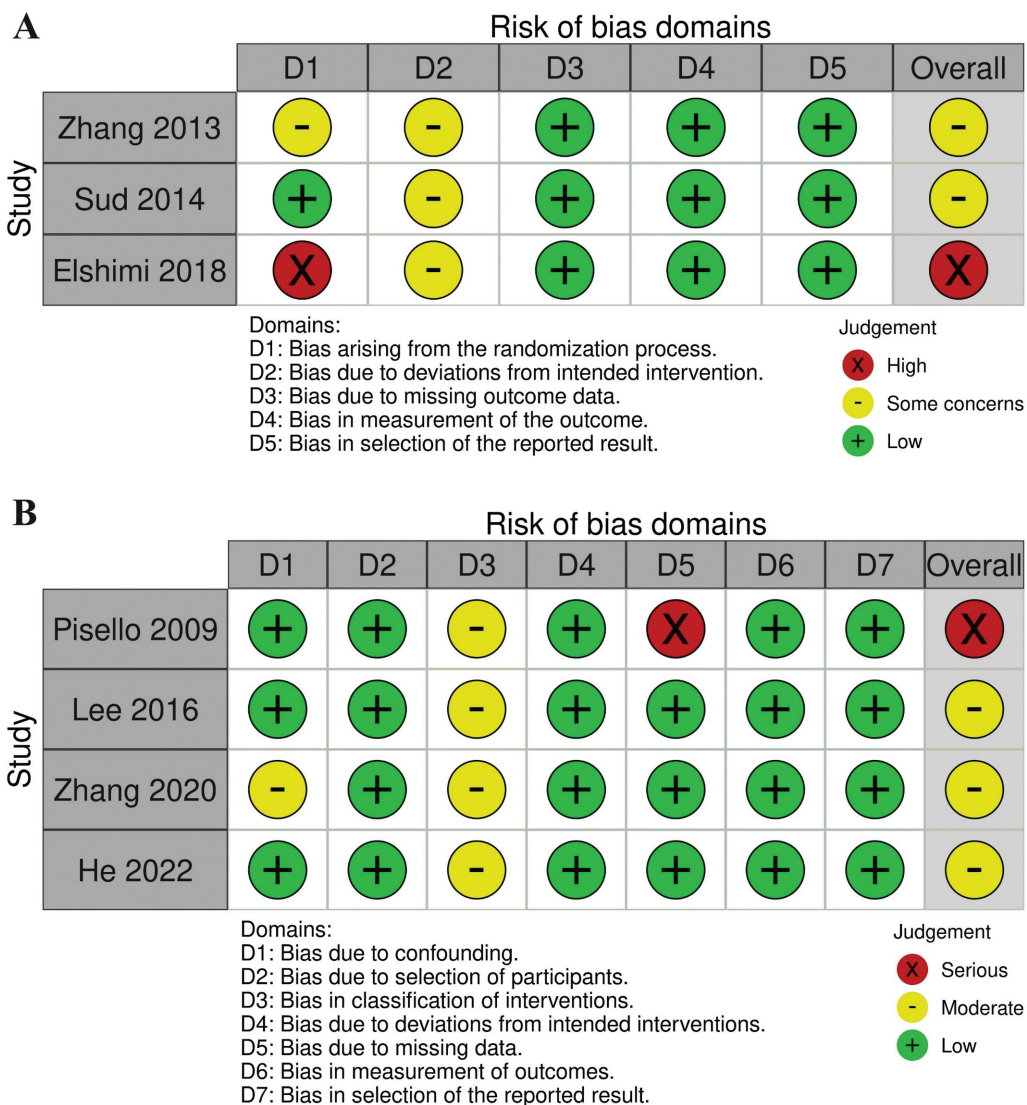 A
Risk of bias domains
D1 D2 D3 D4 D5 Overall
Study
Zhang 2013 - - + + + -
Sud 2014 + - + + + -
Elshimi 2018 X - + + + X
Domains:
D1: Bias arising from the randomization process.
D2: Bias due to deviations from intended intervention.
D3: Bias due to missing outcome data.
D4: Bias in measurement of the outcome.
D5: Bias in selection of the reported result.
Judgement
X High
- Some concerns
+ Low
B
Risk of bias domains
D1 D2 D3 D4 D5 D6 D7 Overall
Study
Pisello 2009 + + - + X + + X
Lee 2016 + + - + + + + -
Zhang 2020 - + - + + + + -
He 2022 + + - + + + + -
Domains:
D1: Bias due to confounding.
D2: Bias due to selection of participants.
D3: Bias in classification of interventions.
D4: Bias due to deviations from intended interventions.
D5: Bias due to missing data.
D6: Bias in measurement of outcomes.
D7: Bias in selection of the reported result.
Judgement
X Serious
- Moderate
+ Low